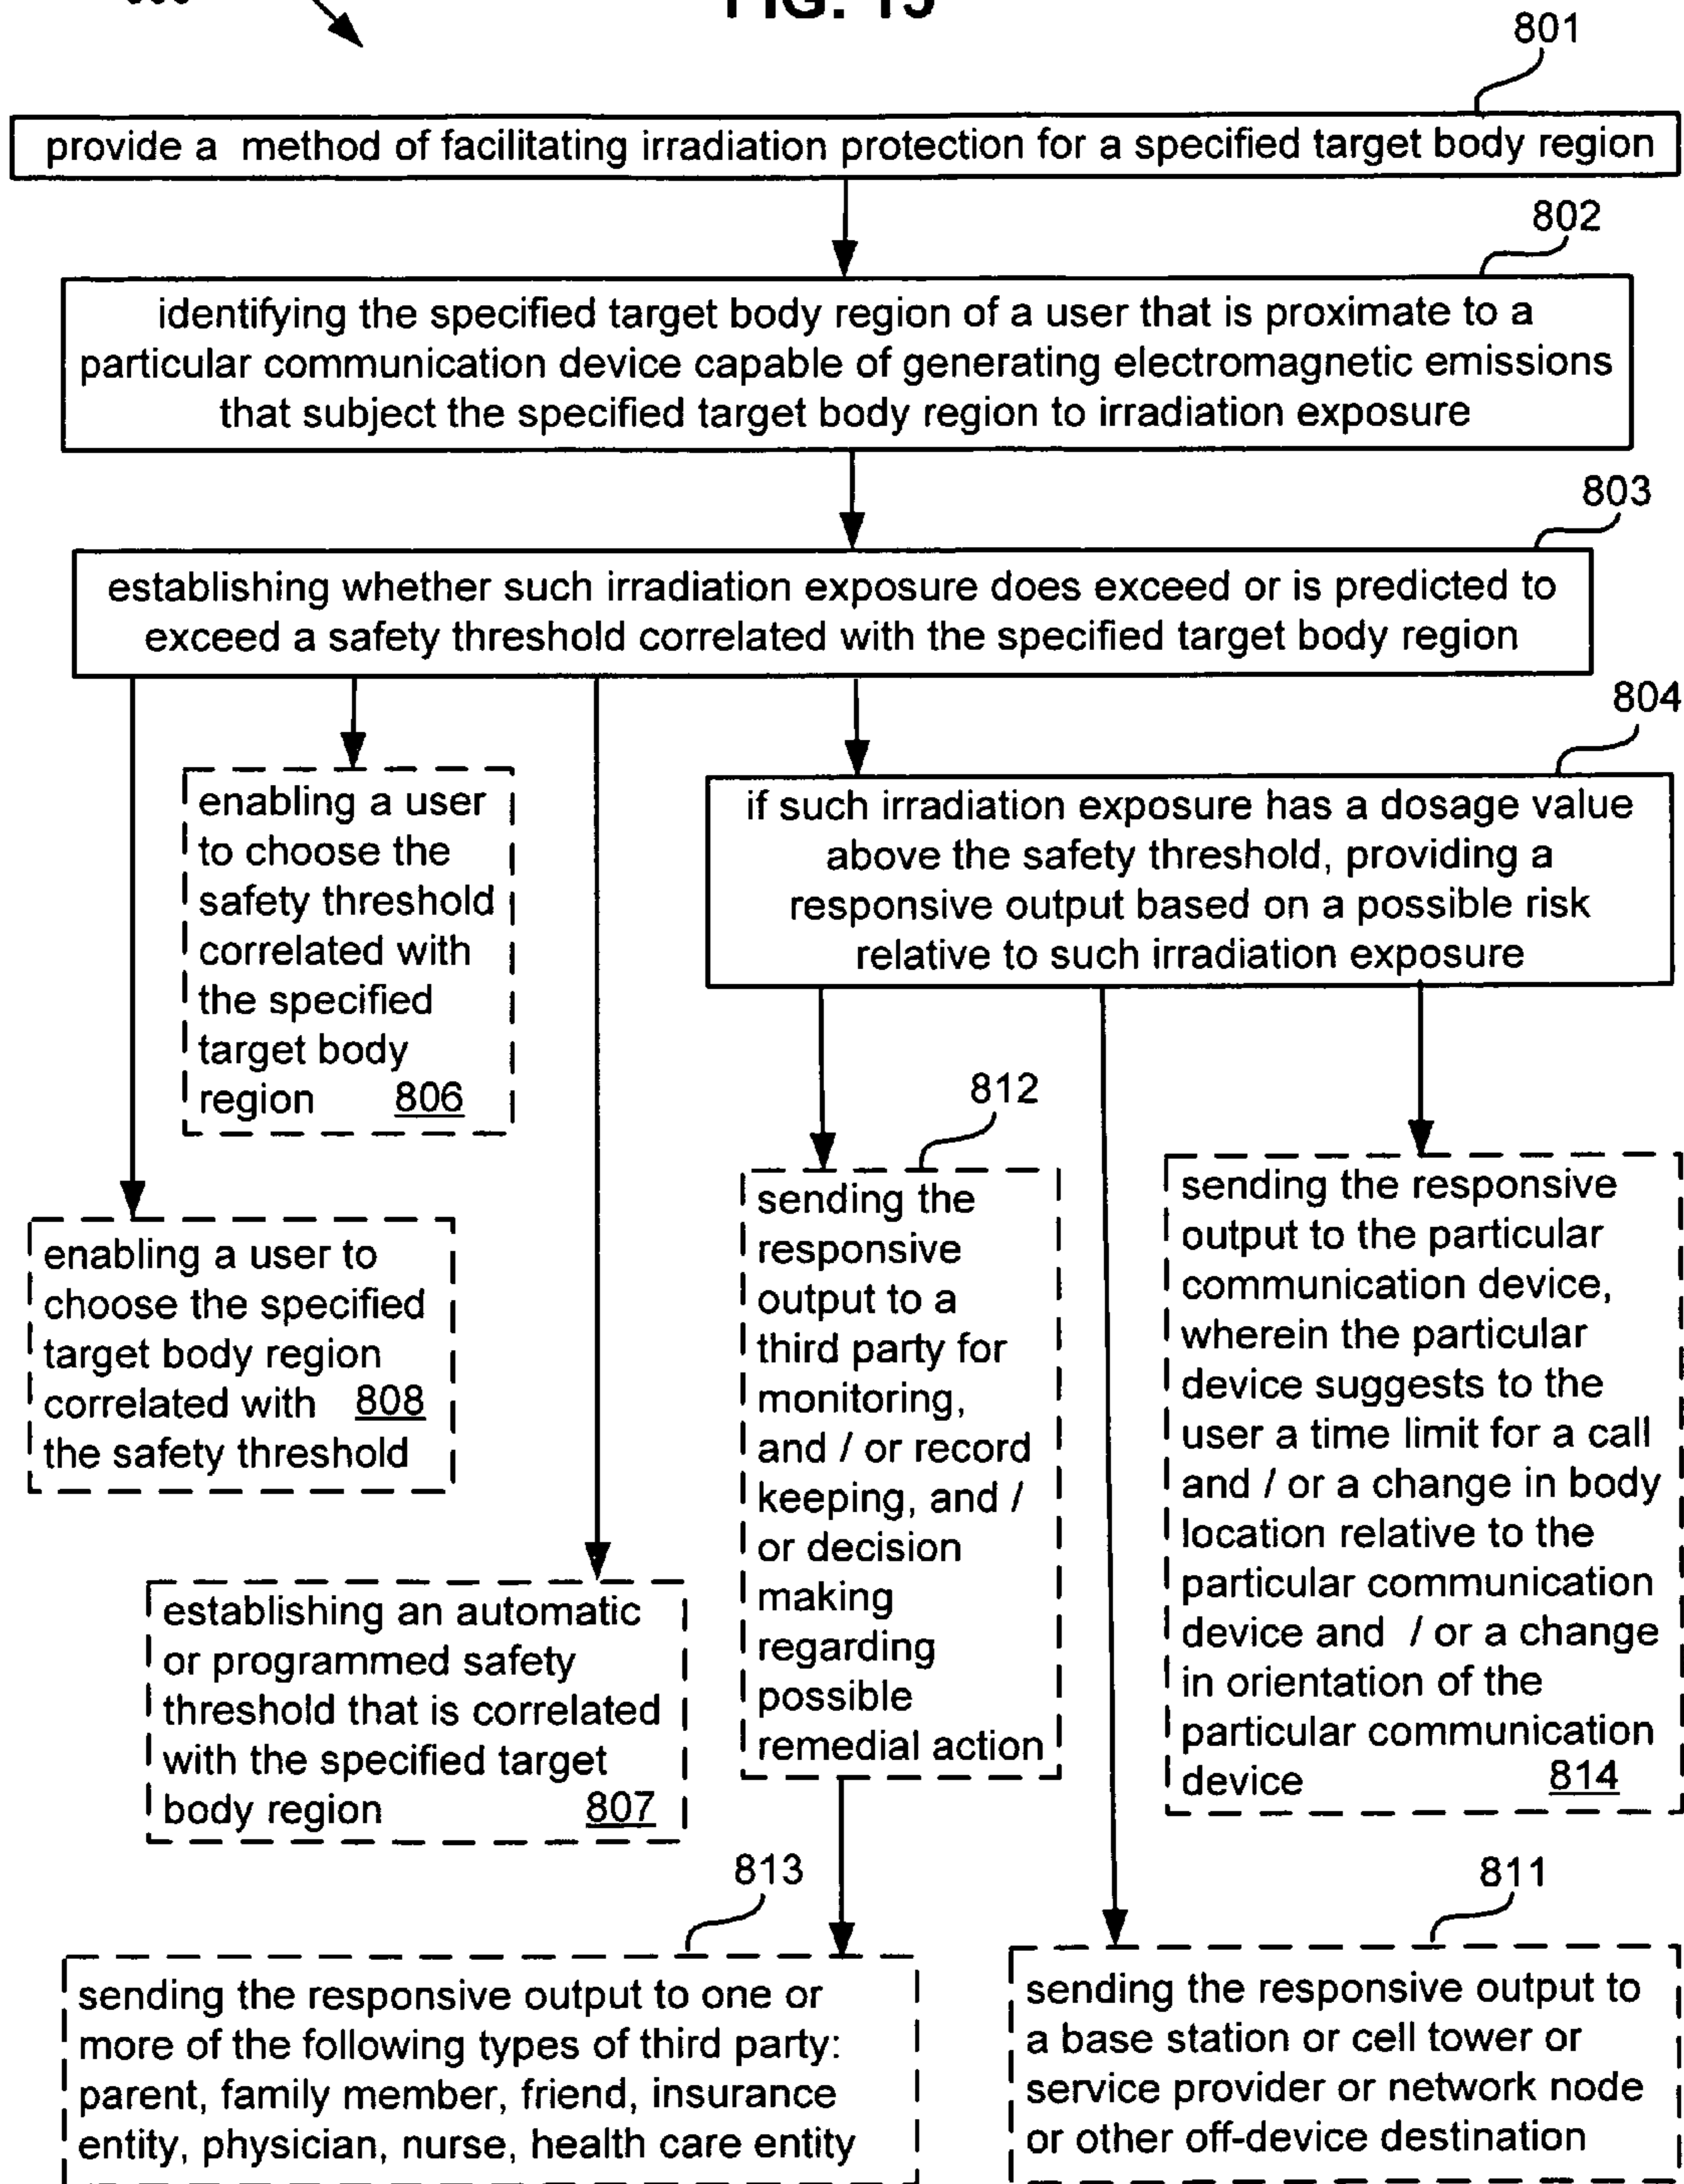 FIG. 15
801
provide a method of facilitating irradiation protection for a specified target body region
802
identifying the specified target body region of a user that is proximate to a
particular communication device capable of generating electromagnetic emissions
that subject the specified target body region to irradiation exposure
803
establishing whether such irradiation exposure does exceed or is predicted to
exceed a safety threshold correlated with the specified target body region
804
if such irradiation exposure has a dosage value
above the safety threshold, providing a
responsive output based on a possible risk
relative to such irradiation exposure
enabling a user
to choose the
safety threshold
correlated with
the specified
target body
region 806
enabling a user to
choose the specified
target body region
correlated with 808
the safety threshold
establishing an automatic
or programmed safety
threshold that is correlated
with the specified target
body region 807
812
sending the
responsive
output to a
third party for
monitoring,
and / or record
keeping, and /
or decision
making
regarding
possible
remedial action
sending the responsive
output to the particular
communication device,
wherein the particular
device suggests to the
user a time limit for a call
and / or a change in body
location relative to the
particular communication
device and / or a change
in orientation of the
particular communication
device 814
813
sending the responsive output to one or
more of the following types of third party:
parent, family member, friend, insurance
entity, physician, nurse, health care entity
811
sending the responsive output to
a base station or cell tower or
service provider or network node
or other off-device destination